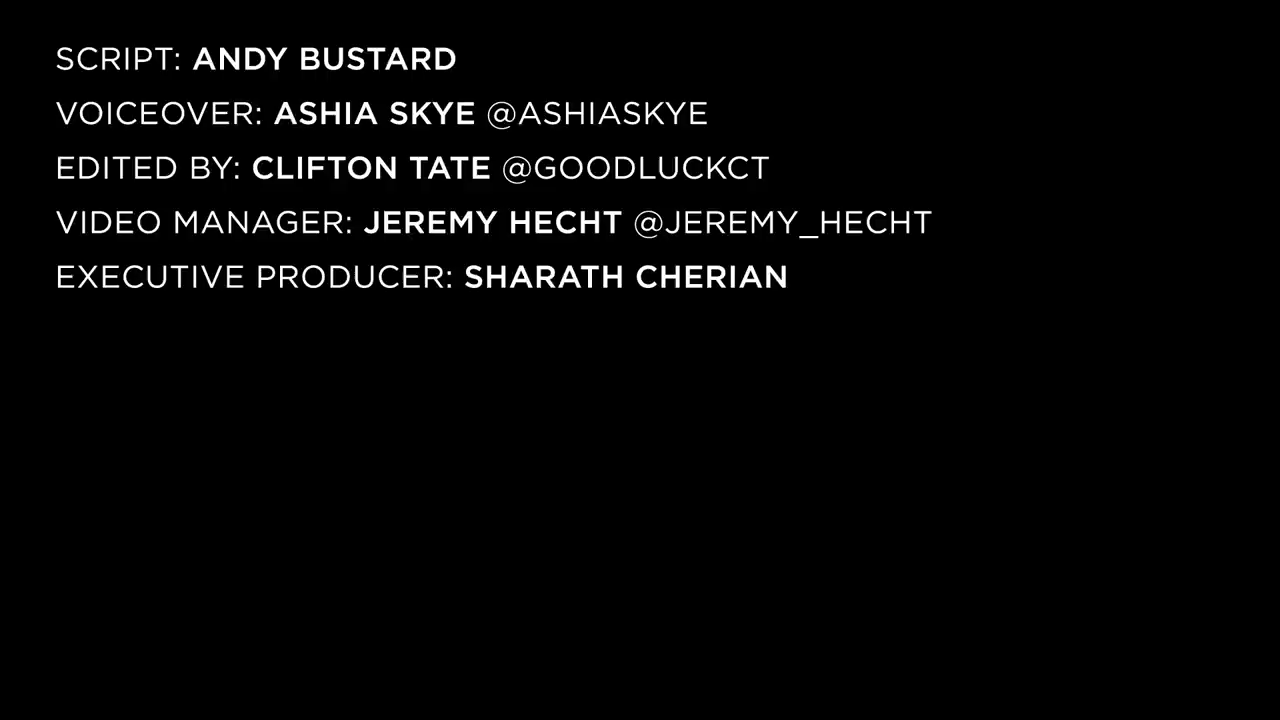 SCRIPT: ANDY BUSTARD
VOICEOVER: ASHIA SKYE @ASHIASKYE
EDITED BY: CLIFTON TATE @GOODLUCKCT
VIDEO MANAGER: JEREMY HECHT @JEREMY_HECHT
EXECUTIVE PRODUCER: SHARATH CHERIAN